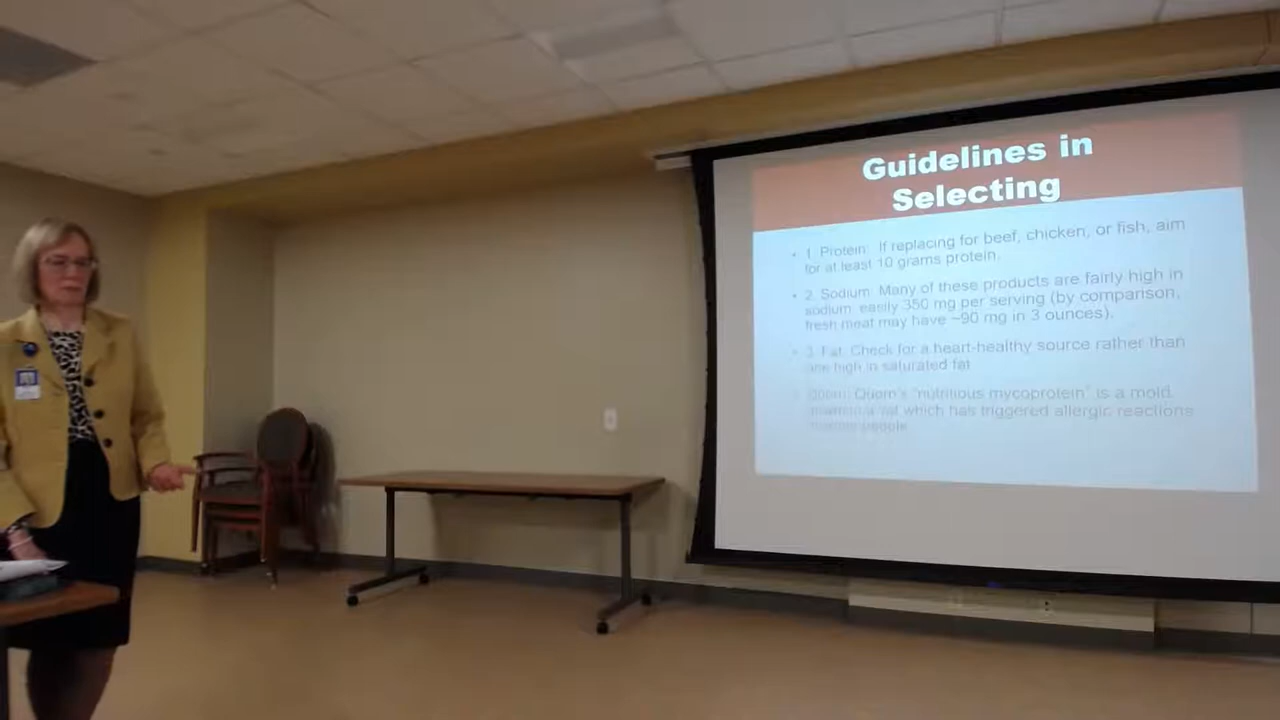 Guidelines in
Selecting
• 1. Protein: If replacing for beef, chicken, or fish, aim
for at least 10 grams protein.
• 2. Sodium: Many of these products are fairly high in
sodium: easily 350 mg per serving (by comparison,
fresh meat may have ~90 mg in 3 ounces).
• 3. Fat: Check for a heart-healthy source rather than
one high in saturated fat
Quorn's "nutritious mycoprotein" is a mold
which has triggered allergic reactions
people